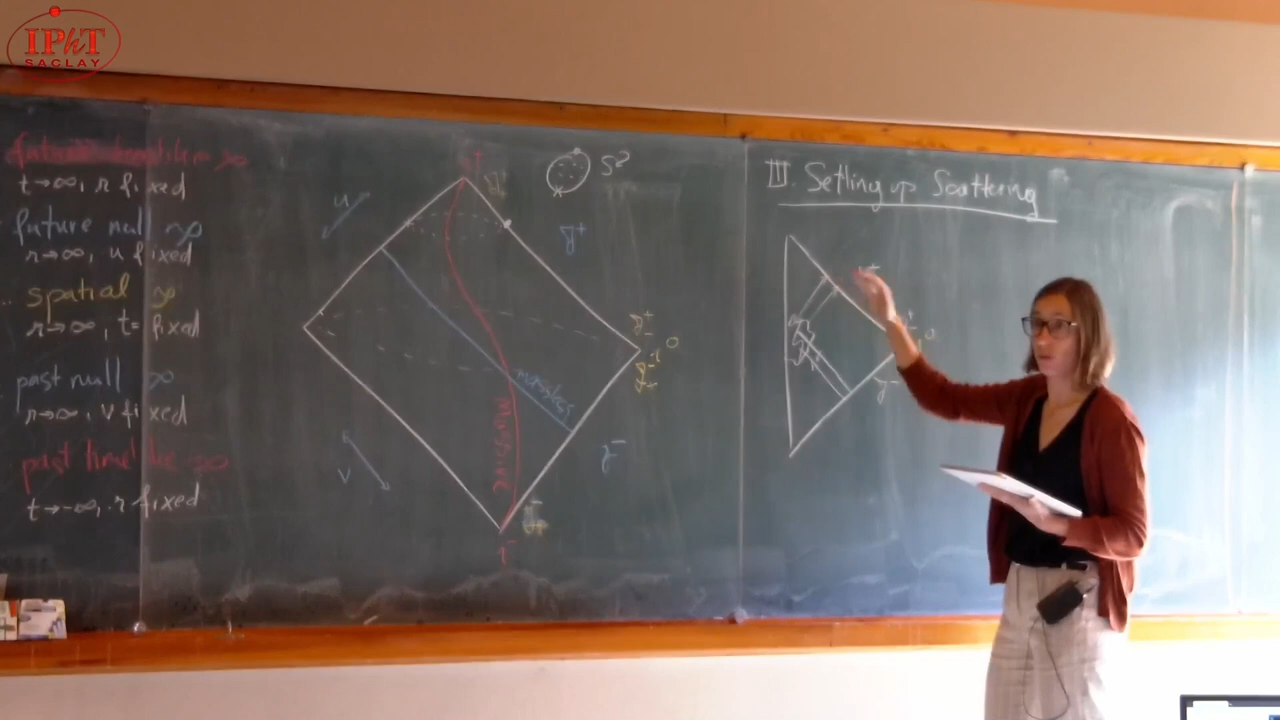 IPhT
SACLAY
future timelike ∞
t→∞, r fixed
future null ∞
r→∞, u fixed
spatial ∞
r→∞, t= fixed
past null ∞
r→∞, v fixed
past timelike ∞
t→-∞, r fixed
u
v
i⁺
S²
𝒥⁺
massless
massive
i⁰
𝒥⁻
i⁻
III. Setting up Scattering
𝒥⁻